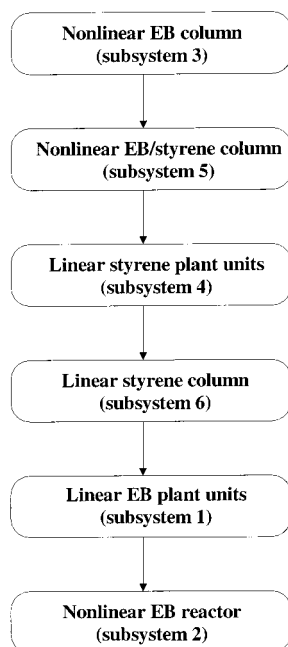 Nonlinear EB column
(subsystem 3)
Nonlinear EB/styrene column
(subsystem 5)
Linear styrene plant units
(subsystem 4)
Linear styrene column
(subsystem 6)
Linear EB plant units
(subsystem 1)
Nonlinear EB reactor
(subsystem 2)